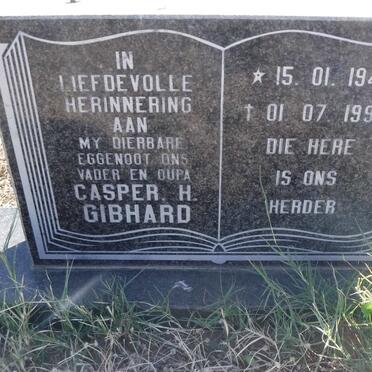 IN
LIEFDEVOLLE
HERINNERING
AAN
MY DIERBARE
EGGENOOT ONS
VADER EN OUPA
CASPER. H.
GIBHARD
★ 15. 01. 194
† 01 07. 199
DIE HERE
IS ONS
HERDER